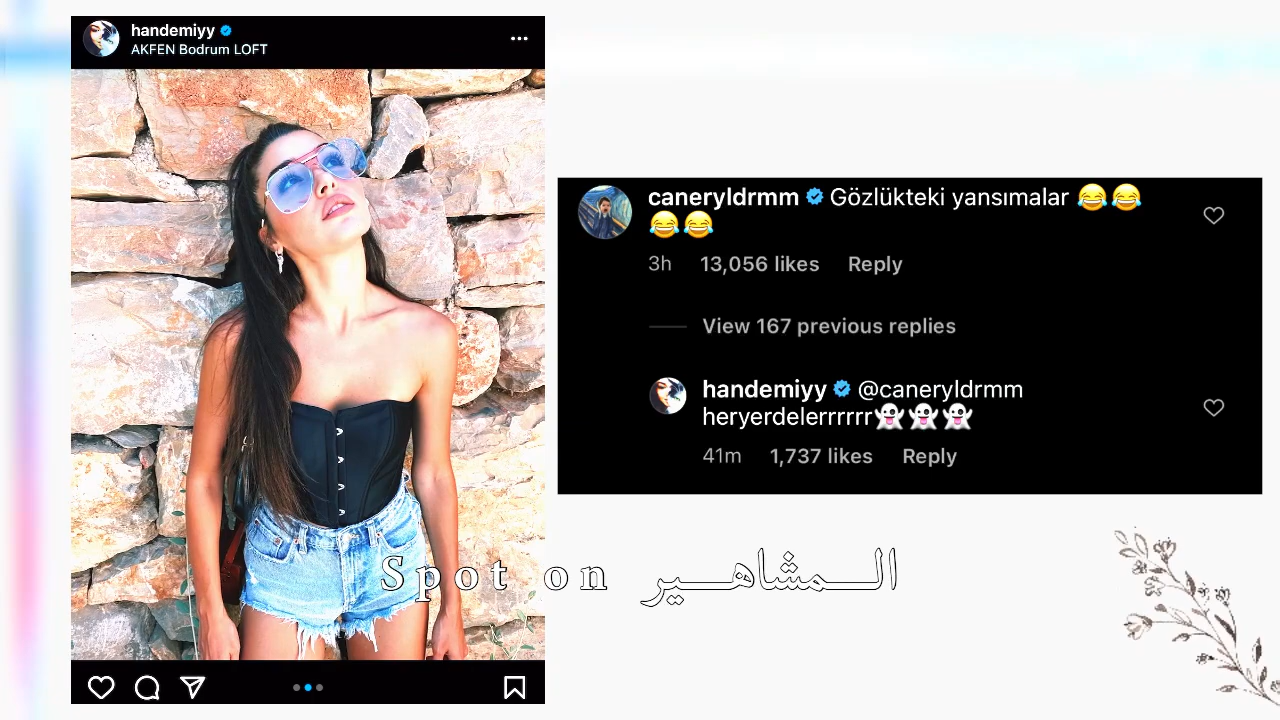 handemiyy
AKFEN Bodrum LOFT
caneryldrmm Gözlükteki yansımalar 😂😂
😂😂
3h 13,056 likes Reply
View 167 previous replies
handemiyy @caneryldrmm
heryerdelerrrrrr👻👻👻
41m 1,737 likes Reply
Spot on المشاهير